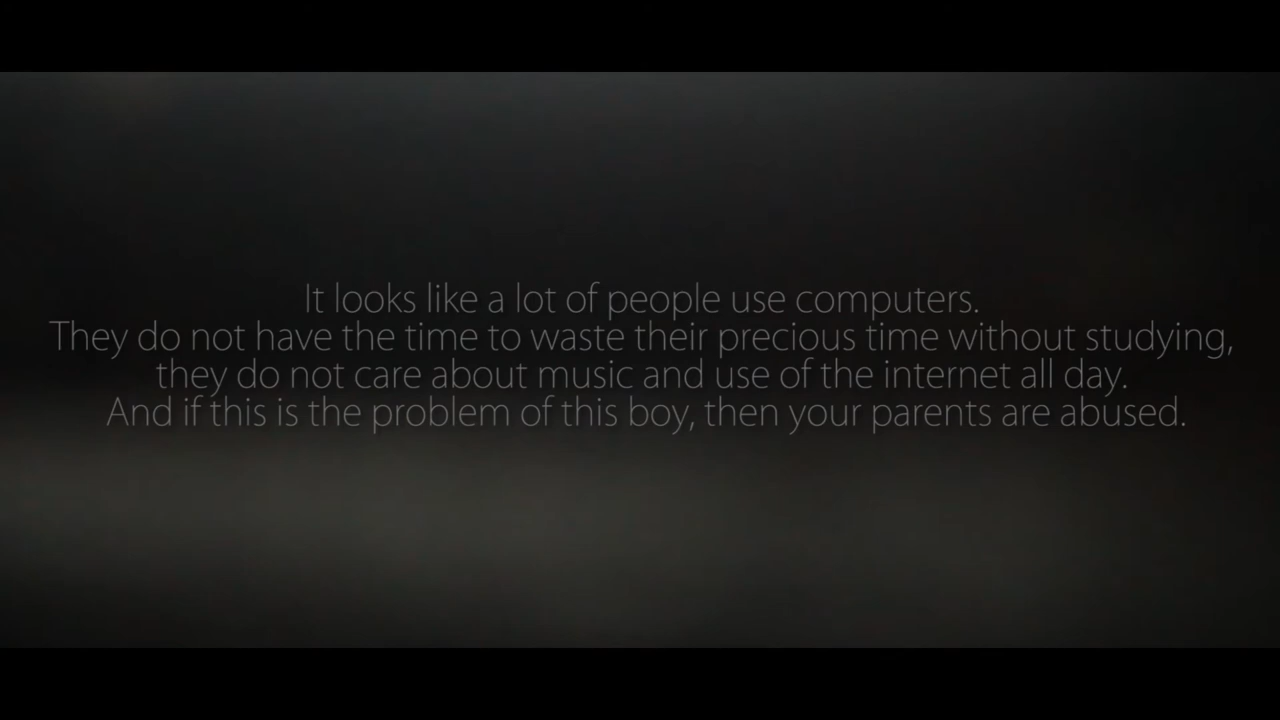 It looks like a lot of people use computers.
They do not have the time to waste their precious time without studying,
they do not care about music and use of the internet all day.
And if this is the problem of this boy, then your parents are abused.